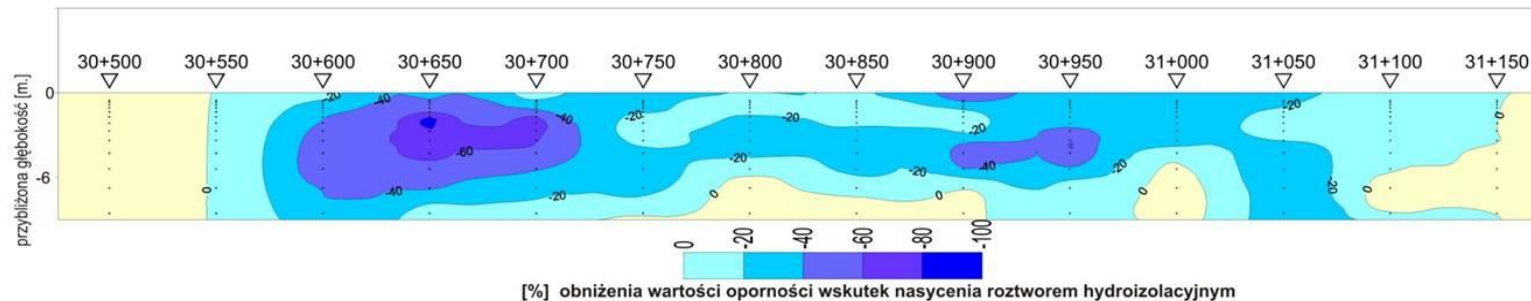 30+500 30+550 30+600 30+650 30+700 30+750 30+800 30+850 30+900 30+950 31+000 31+050 31+100 31+150
przybliżona głębokość [m.]
0
-6
-20 -40 -20 -20 0
-40 -20 -20
-60 -40
-20 -20
0 -40 -20 0 0 0 -20 0
0 -20 -40 -60 -80 -100
[%] obniżenia wartości oporności wskutek nasycenia roztworem hydroizolacyjnym